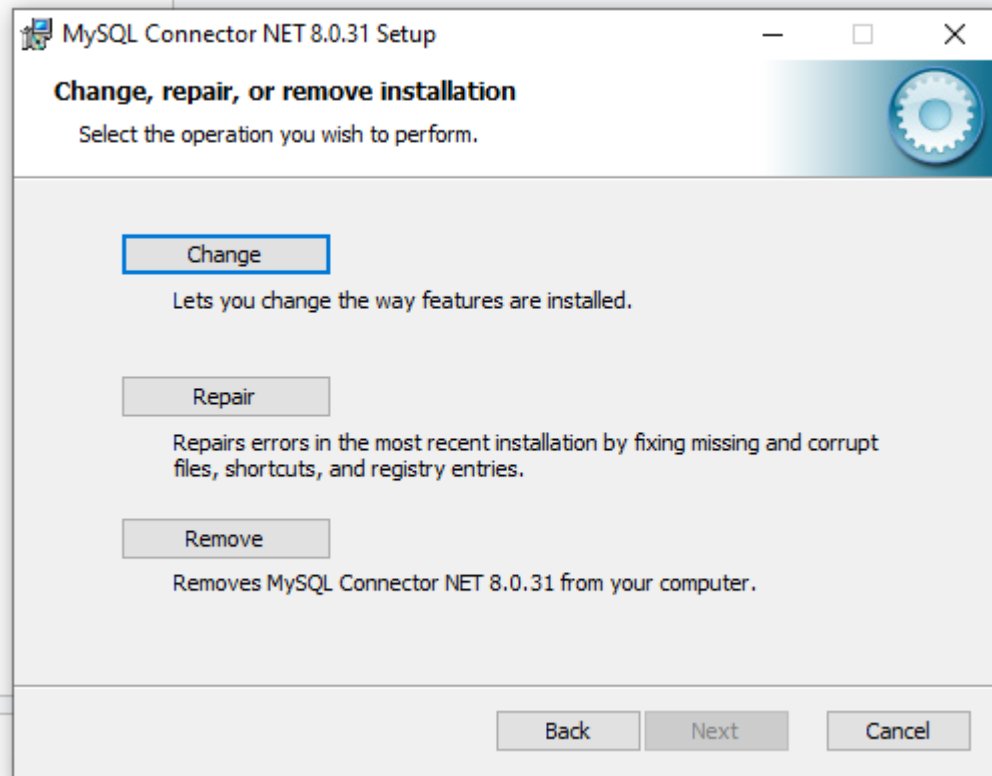 MySQL Connector NET 8.0.31 Setup
Change, repair, or remove installation
Select the operation you wish to perform.
Change
Lets you change the way features are installed.
Repair
Repairs errors in the most recent installation by fixing missing and corrupt
files, shortcuts, and registry entries.
Remove
Removes MySQL Connector NET 8.0.31 from your computer.
Back Next Cancel